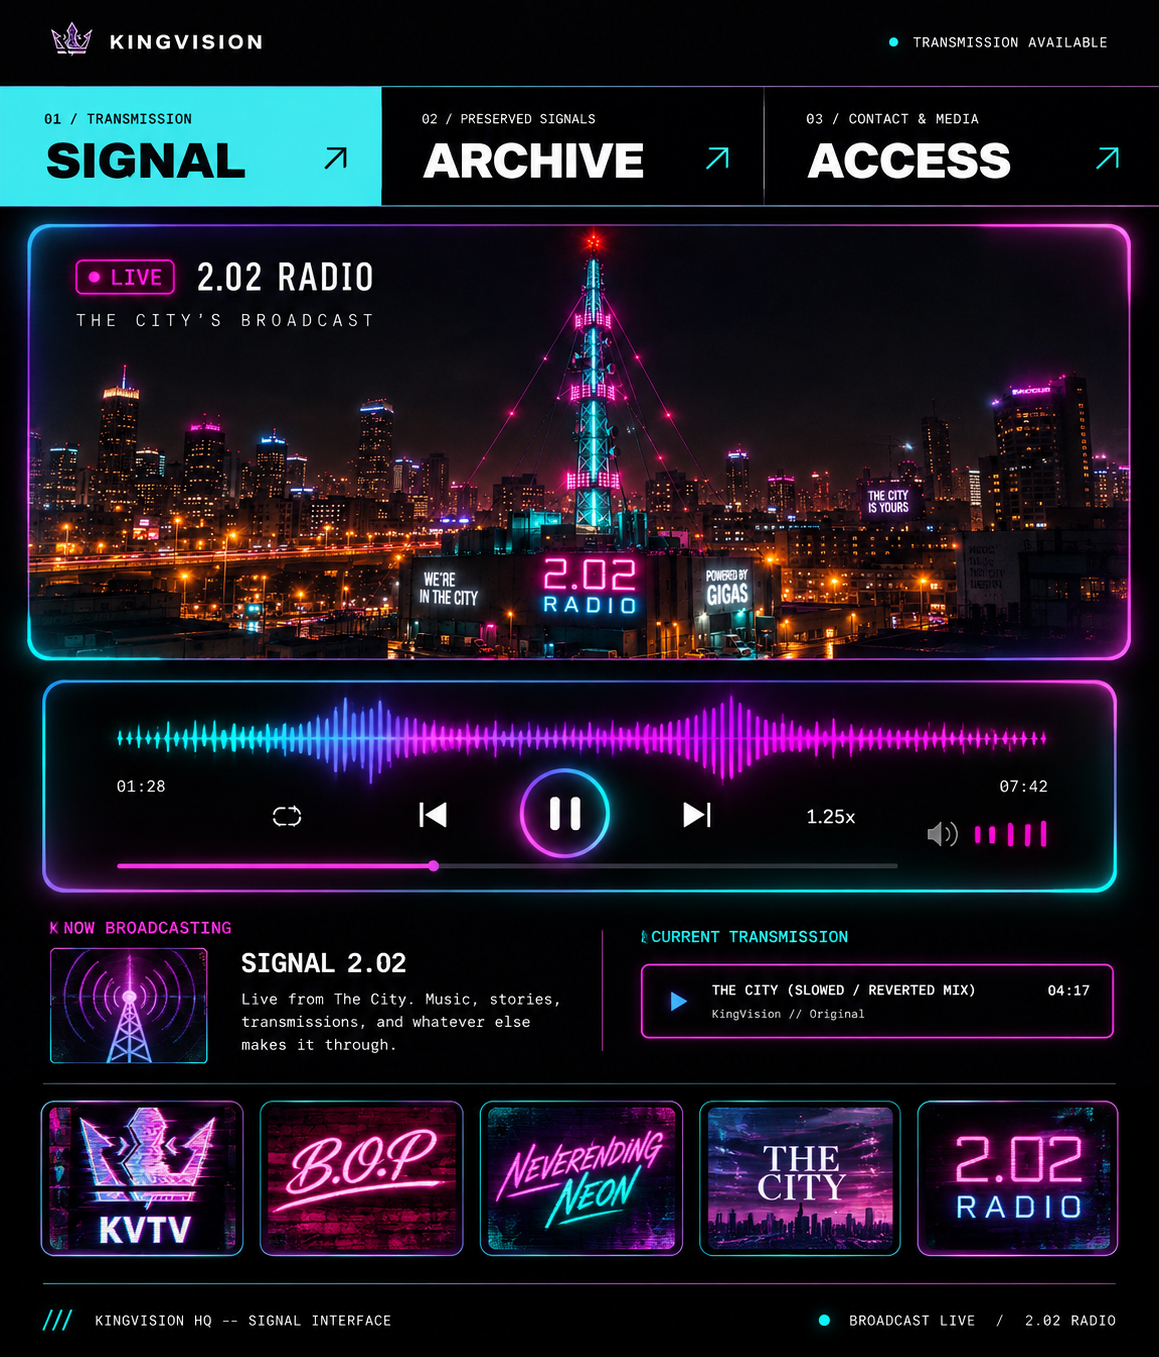 KINGVISION
TRANSMISSION AVAILABLE
01 / TRANSMISSION
SIGNAL
02 / PRESERVED SIGNALS
ARCHIVE
03 / CONTACT & MEDIA
ACCESS
LIVE
2.02 RADIO
THE CITY'S BROADCAST
THE CITY
IS YOURS
WE'RE
IN THE CITY
2.02
RADIO
POWERED BY
GIGAS
01:28
07:42
1.25x
NOW BROADCASTING
SIGNAL 2.02
Live from The City. Music, stories,
transmissions, and whatever else
makes it through.
CURRENT TRANSMISSION
THE CITY (SLOWED / REVERTED MIX)
04:17
KingVision // Original
KVTV
B.O.P
NEVERENDING
NEON
THE
CITY
2.02
RADIO
/// KINGVISION HQ -- SIGNAL INTERFACE
BROADCAST LIVE / 2.02 RADIO